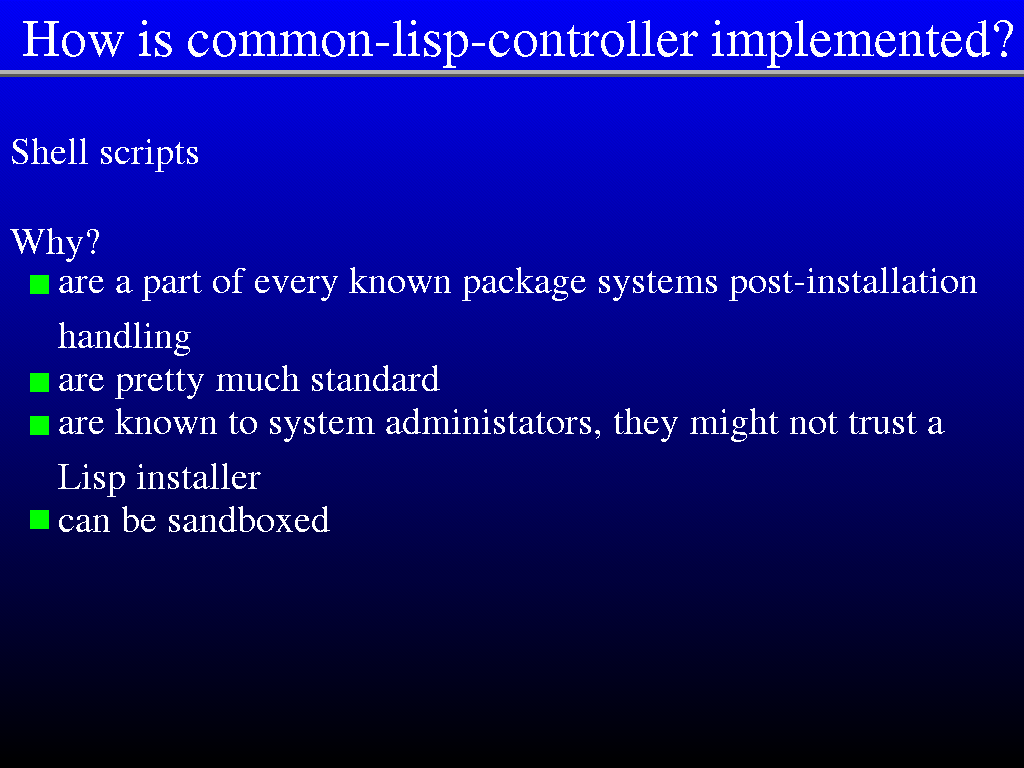 How is common-lisp-controller implemented?
Shell scripts
Why?
are a part of every known package systems post-installation
handling
are pretty much standard
are known to system administators, they might not trust a
Lisp installer
can be sandboxed